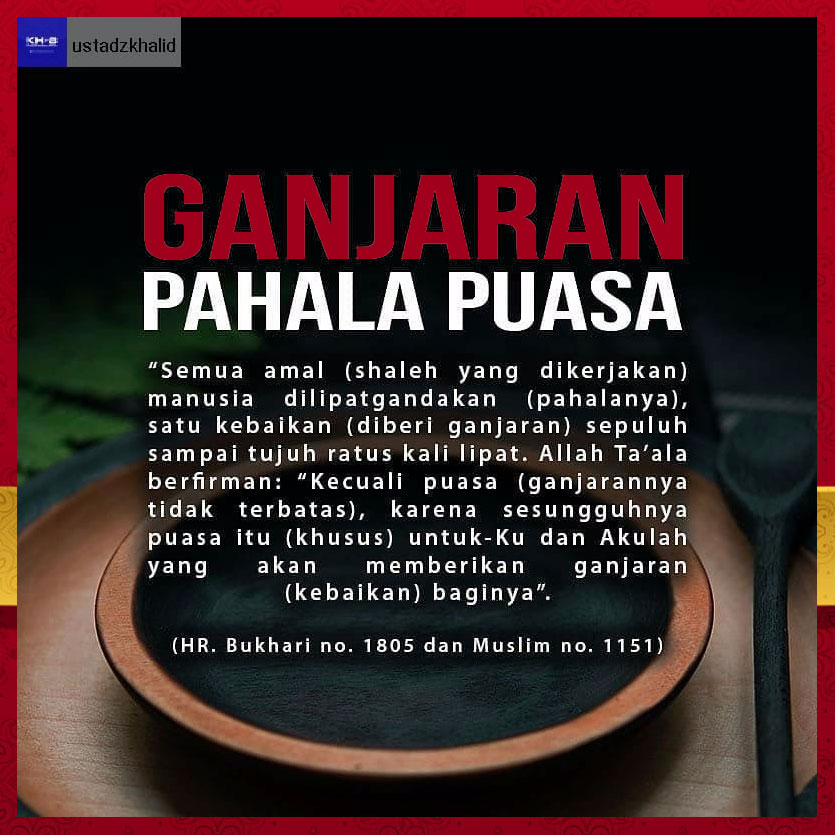 KH-B
ustadzkhalid
GANJARAN
PAHALA PUASA
“Semua amal (shaleh yang dikerjakan)
manusia dilipatgandakan (pahalanya),
satu kebaikan (diberi ganjaran) sepuluh
sampai tujuh ratus kali lipat. Allah Ta’ala
berfirman: “Kecuali puasa (ganjarannya
tidak terbatas), karena sesungguhnya
puasa itu (khusus) untuk-Ku dan Akulah
yang akan memberikan ganjaran
(kebaikan) baginya”.
(HR. Bukhari no. 1805 dan Muslim no. 1151)